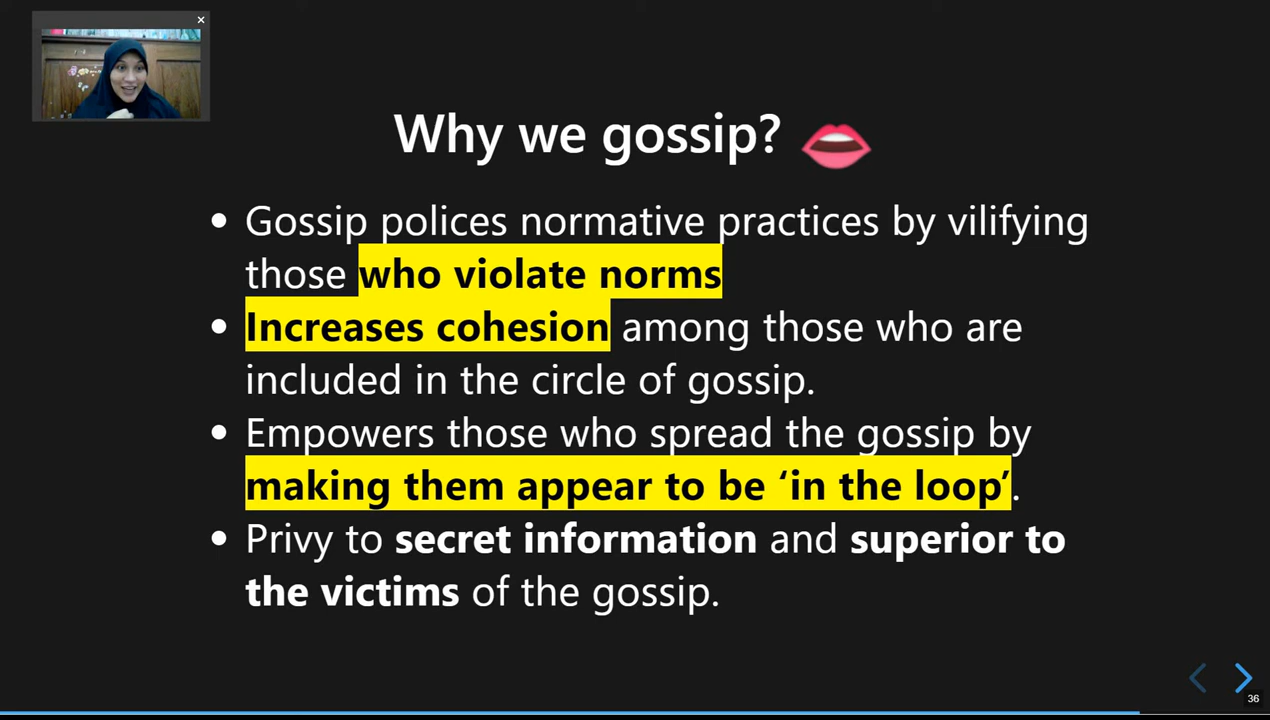 Why we gossip?
• Gossip polices normative practices by vilifying
those who violate norms
• Increases cohesion among those who are
included in the circle of gossip.
• Empowers those who spread the gossip by
making them appear to be ‘in the loop’.
• Privy to secret information and superior to
the victims of the gossip.
36